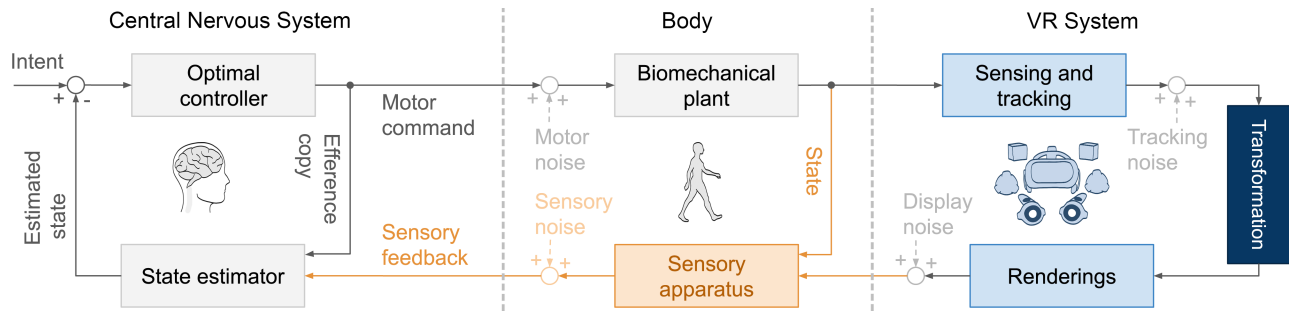 Central Nervous System
Body
VR System
Intent
+
-
Optimal
controller
Motor
command
Efference
copy
Estimated
state
State estimator
Sensory
feedback
+ +
Motor
noise
Sensory
noise
+ +
Biomechanical
plant
State
Sensory
apparatus
Sensing and
tracking
+ +
Tracking
noise
Transformation
Display
noise
+ +
Renderings